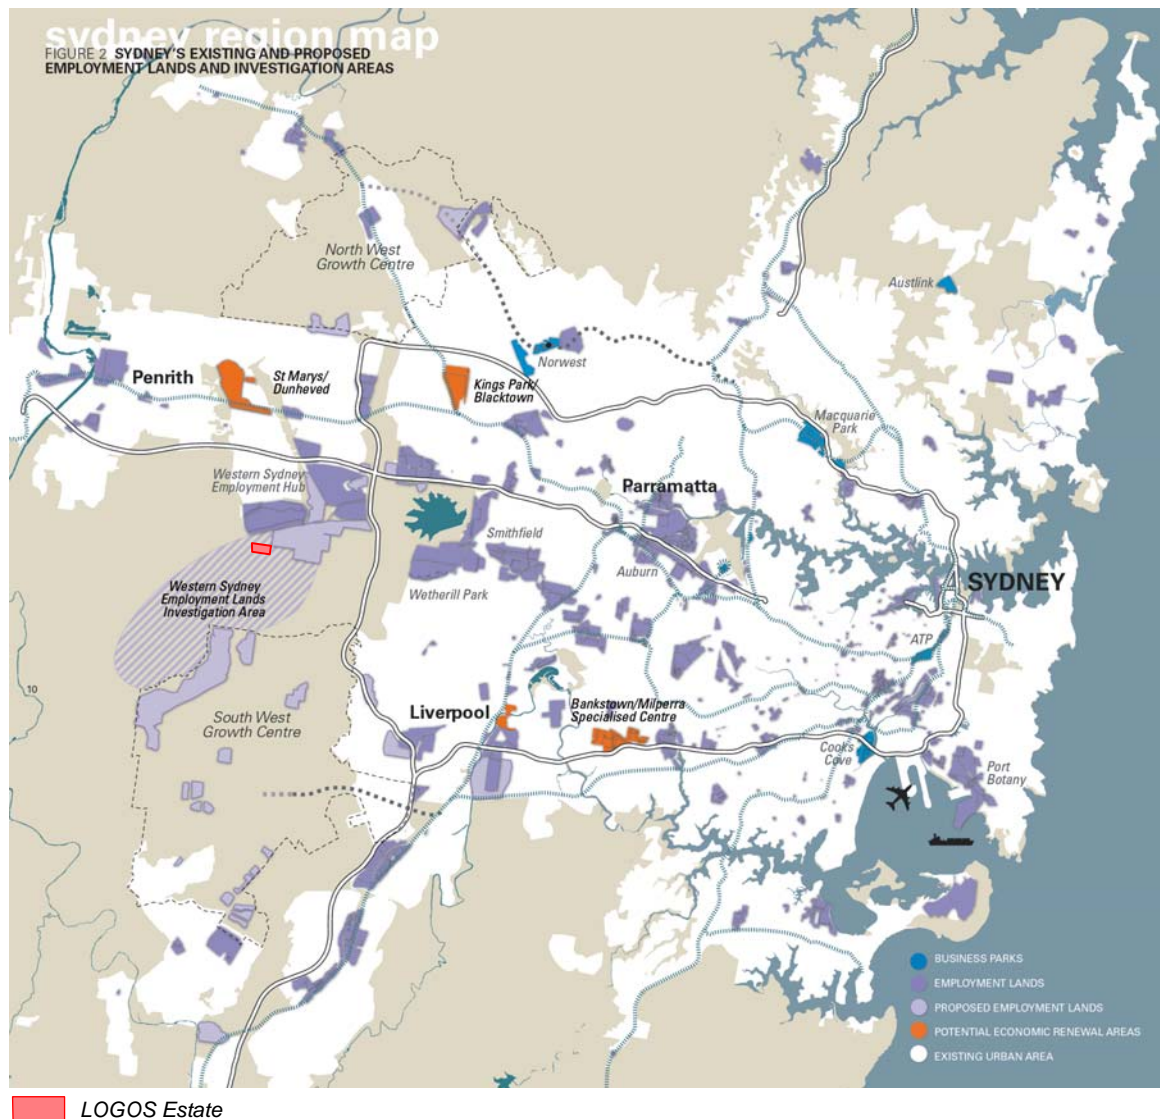 sydney region map
FIGURE 2 SYDNEY'S EXISTING AND PROPOSED
EMPLOYMENT LANDS AND INVESTIGATION AREAS
North West
Growth Centre
Austlink
Norwest
Penrith
St Marys/
Dunheved
Kings Park/
Blacktown
Macquarie
Park
Western Sydney
Employment Hub
Parramatta
Smithfield
Auburn
Wetherill Park
Western Sydney
Employment Lands
Investigation Area
SYDNEY
ATP
10
South West
Growth Centre
Liverpool
Bankstown/Milperra
Specialised Centre
Cooks
Cove
Port
Botany
BUSINESS PARKS
EMPLOYMENT LANDS
PROPOSED EMPLOYMENT LANDS
POTENTIAL ECONOMIC RENEWAL AREAS
EXISTING URBAN AREA
LOGOS Estate